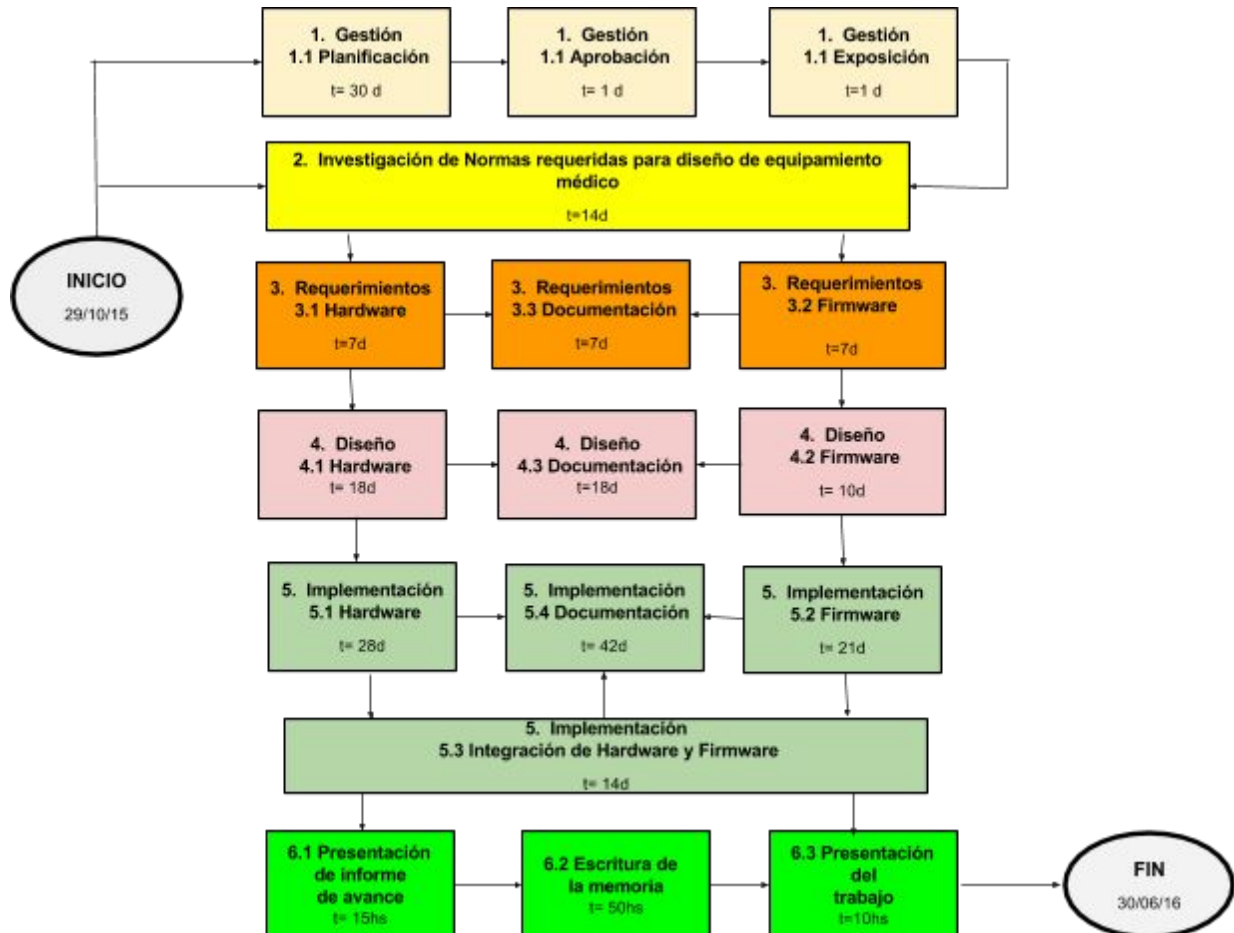 1. Gestión
1.1 Planificación
t= 30 d
1. Gestión
1.1 Aprobación
t= 1 d
1. Gestión
1.1 Exposición
t=1 d
2. Investigación de Normas requeridas para diseño de equipamiento
médico
t=14d
INICIO
29/10/15
3. Requerimientos
3.1 Hardware
t=7d
3. Requerimientos
3.3 Documentación
t=7d
3. Requerimientos
3.2 Firmware
t=7d
4. Diseño
4.1 Hardware
t= 18d
4. Diseño
4.3 Documentación
t=18d
4. Diseño
4.2 Firmware
t= 10d
5. Implementación
5.1 Hardware
t= 28d
5. Implementación
5.4 Documentación
t= 42d
5. Implementación
5.2 Firmware
t= 21d
5. Implementación
5.3 Integración de Hardware y Firmware
t= 14d
6.1 Presentación
de informe
de avance
t= 15hs
6.2 Escritura de
la memoria
t= 50hs
6.3 Presentación
del
trabajo
t=10hs
FIN
30/06/16